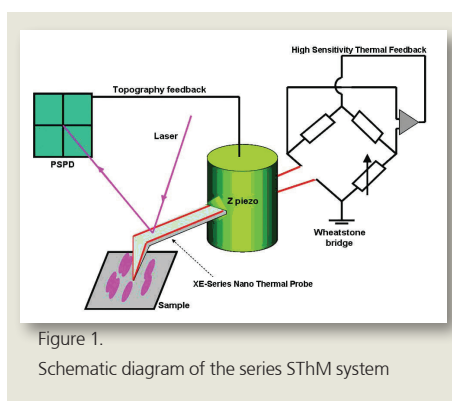 High Sensitivity Thermal Feedback
Topography feedback
Laser
PSPD
Z piezo
Wheatstone
bridge
XE-Series Nano Thermal Probe
Sample
Figure 1.
Schematic diagram of the series SThM system